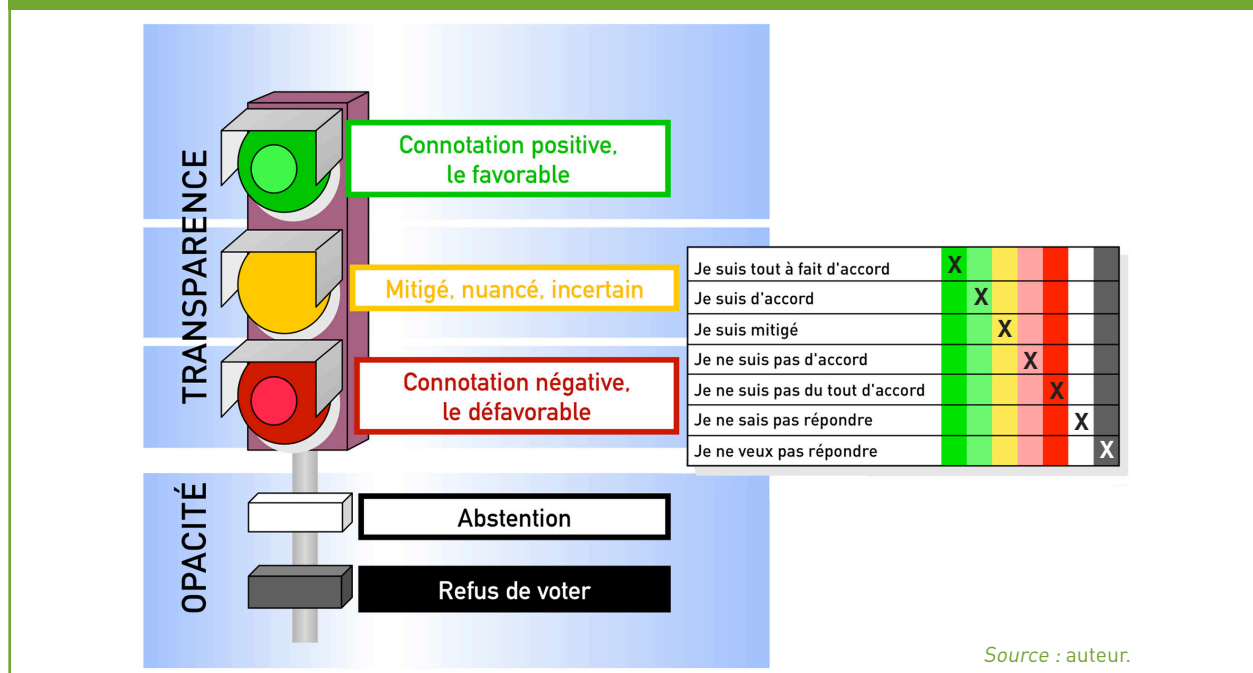 TRANSPARENCE
Connotation positive,
le favorable
Mitigé, nuancé, incertain
Connotation négative,
le défavorable
OPACITÉ
Abstention
Refus de voter
Je suis tout à fait d'accord X
Je suis d'accord X
Je suis mitigé X
Je ne suis pas d'accord X
Je ne suis pas du tout d'accord X
Je ne sais pas répondre X
Je ne veux pas répondre X
Source : auteur.